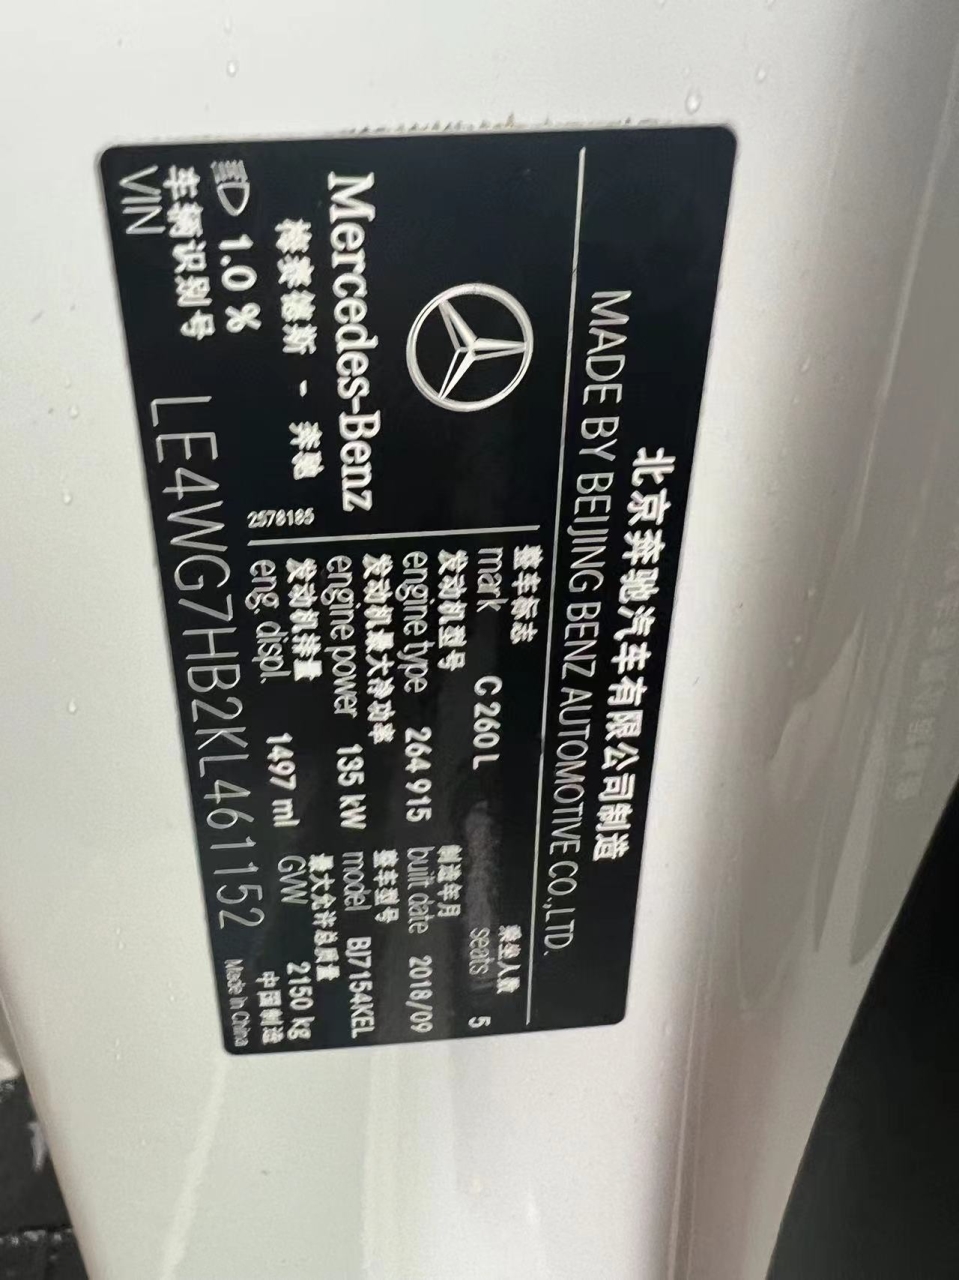 北京奔驰汽车有限公司制造
MADE BY BEIJING BENZ AUTOMOTIVE CO.,LTD.
Mercedes-Benz
梅赛德斯 - 奔驰
2578185
整车标志
mark C 260 L
乘坐人数
seats 5
发动机型号
engine type 264 915
制造年月
built date 2018/09
发动机最大净功率
engine power 135 kW
整车型号
model BJ7154KEL
发动机排量
eng. displ. 1497 ml
最大允许总质量
GVW 2150 kg
1.0 %
车辆识别号
VIN LE4WG7HB2KL461152
中国制造
Made in China